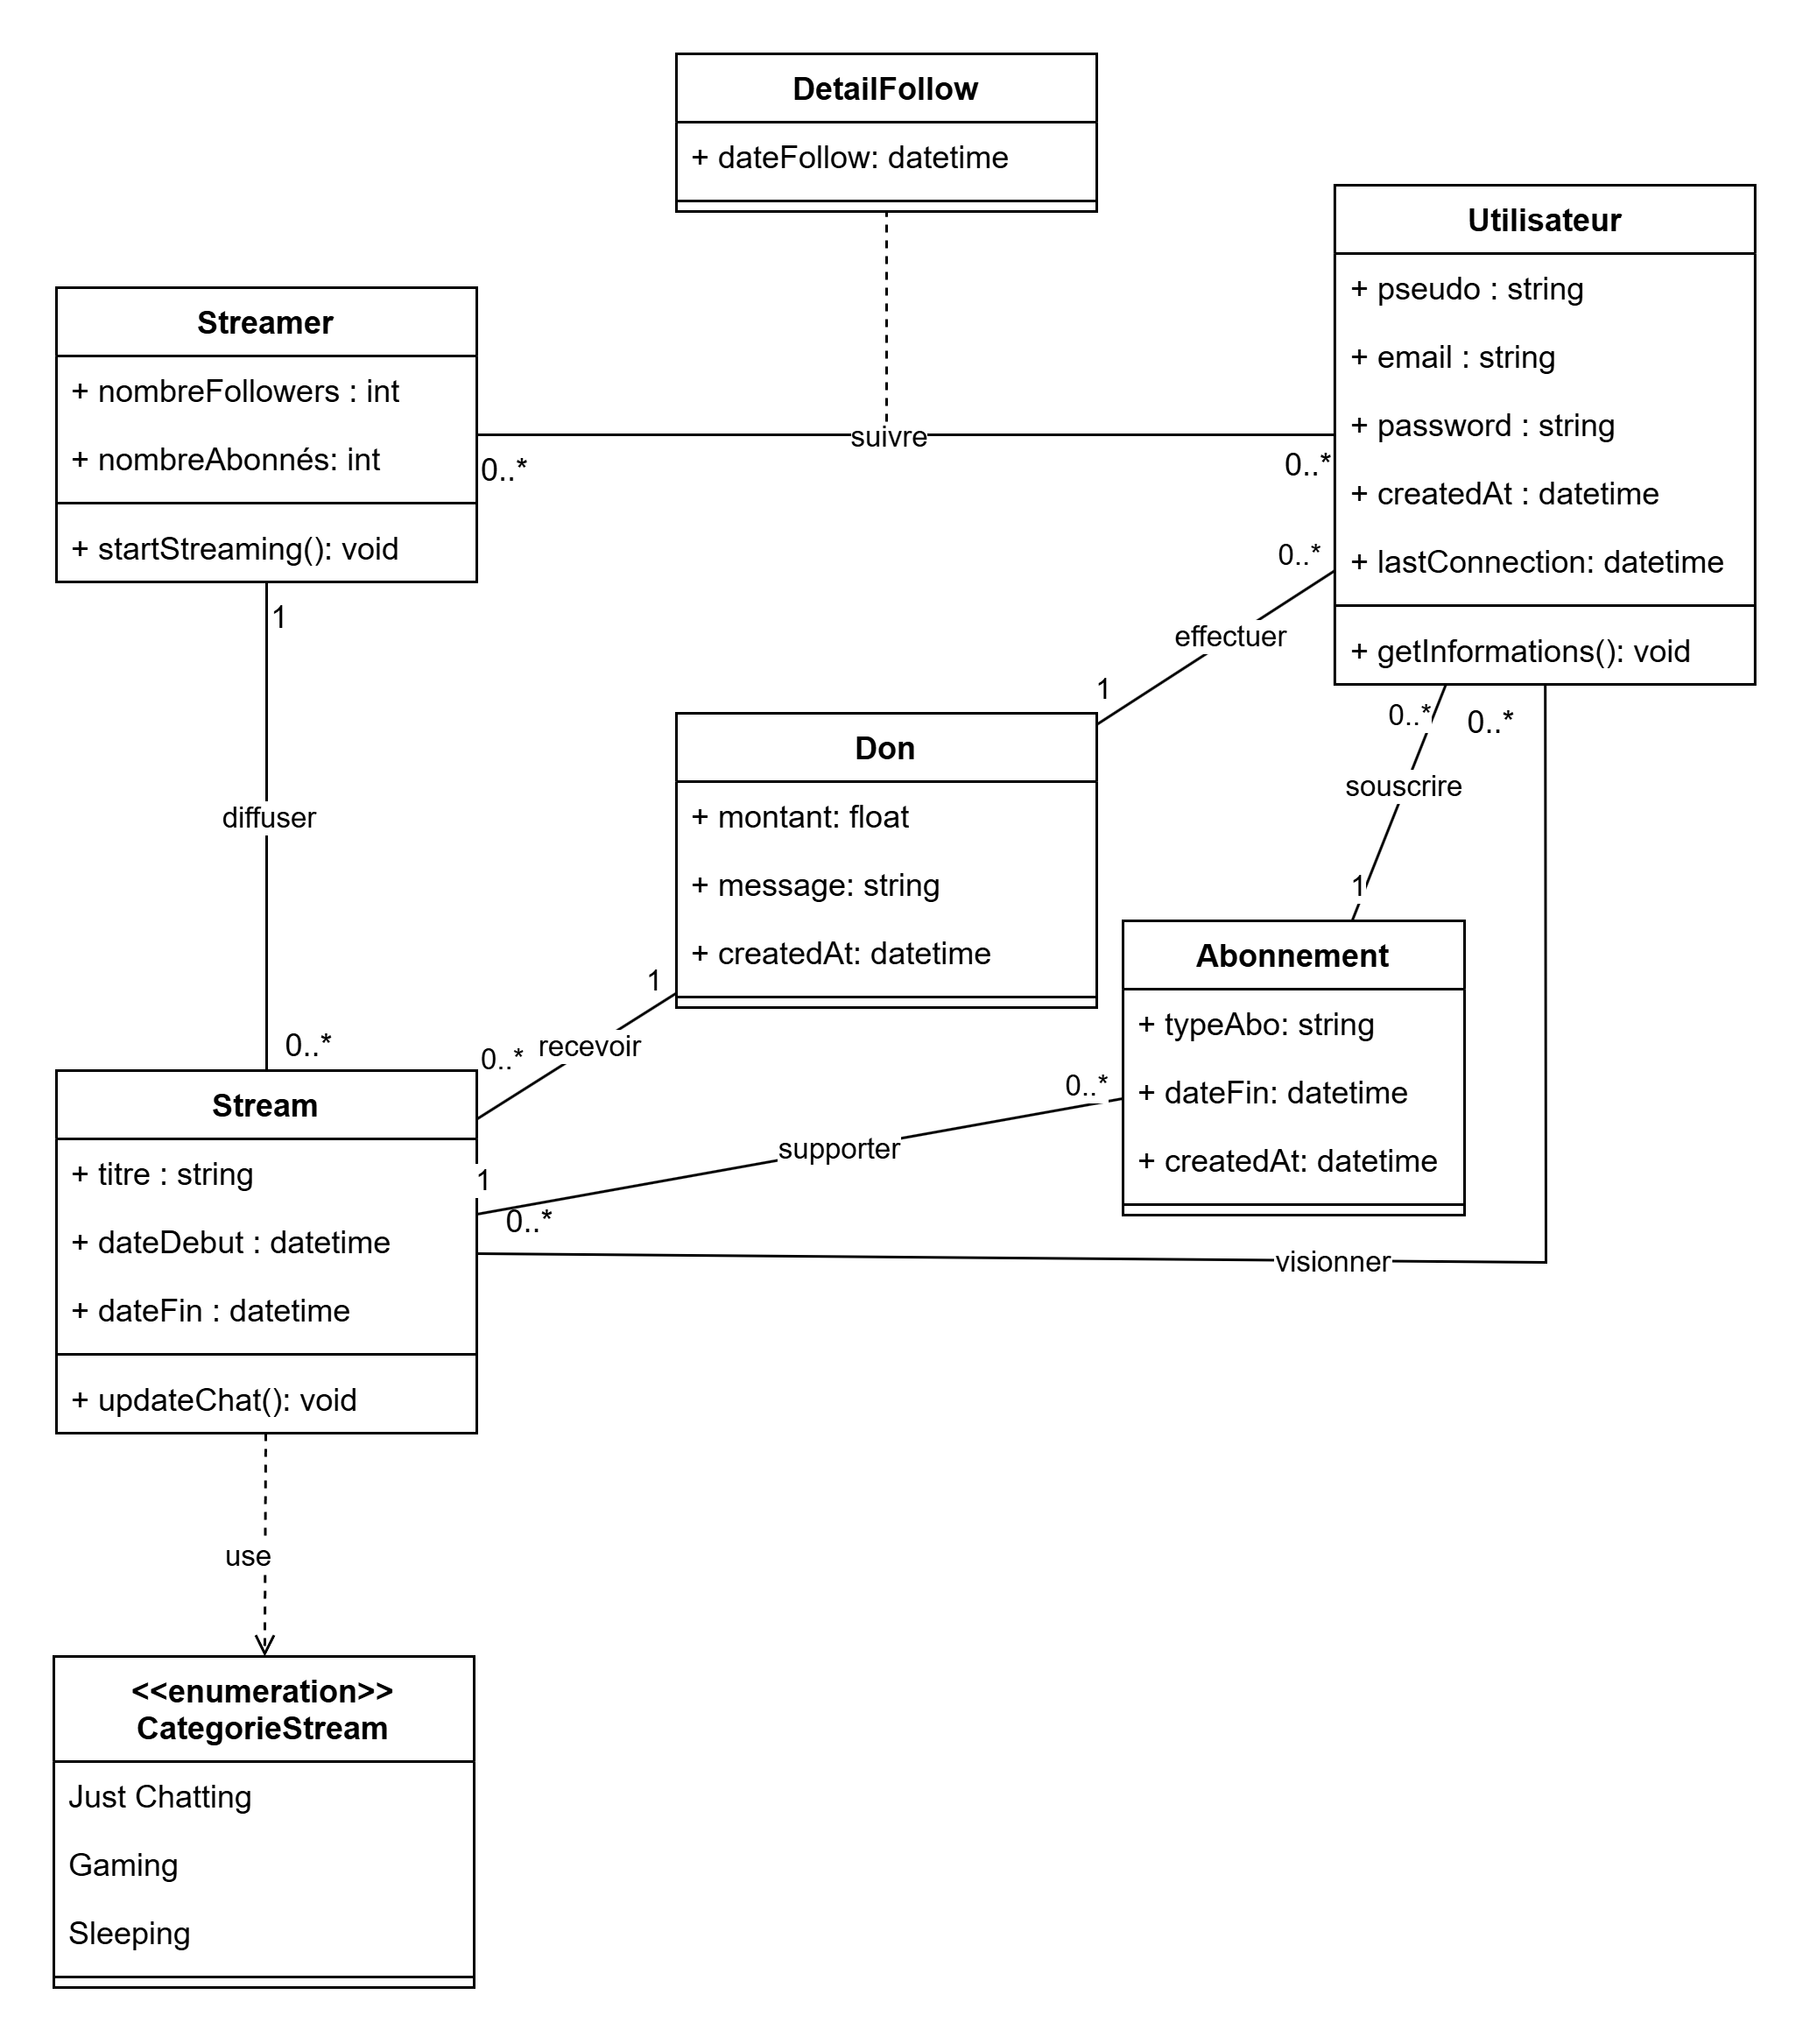 DetailFollow
+ dateFollow: datetime
Utilisateur
+ pseudo : string
+ email : string
+ password : string
+ createdAt : datetime
+ lastConnection: datetime
+ getInformations(): void
Streamer
+ nombreFollowers : int
+ nombreAbonnés: int
+ startStreaming(): void
suivre
0..*
0..*
0..*
effectuer
1
1
diffuser
0..*
Don
+ montant: float
+ message: string
+ createdAt: datetime
0..*
0..*
souscrire
1
Abonnement
+ typeAbo: string
+ dateFin: datetime
+ createdAt: datetime
1
recevoir
0..*
Stream
+ titre : string
+ dateDebut : datetime
+ dateFin : datetime
+ updateChat(): void
0..*
supporter
1
0..*
visionner
use
<<enumeration>>
CategorieStream
Just Chatting
Gaming
Sleeping